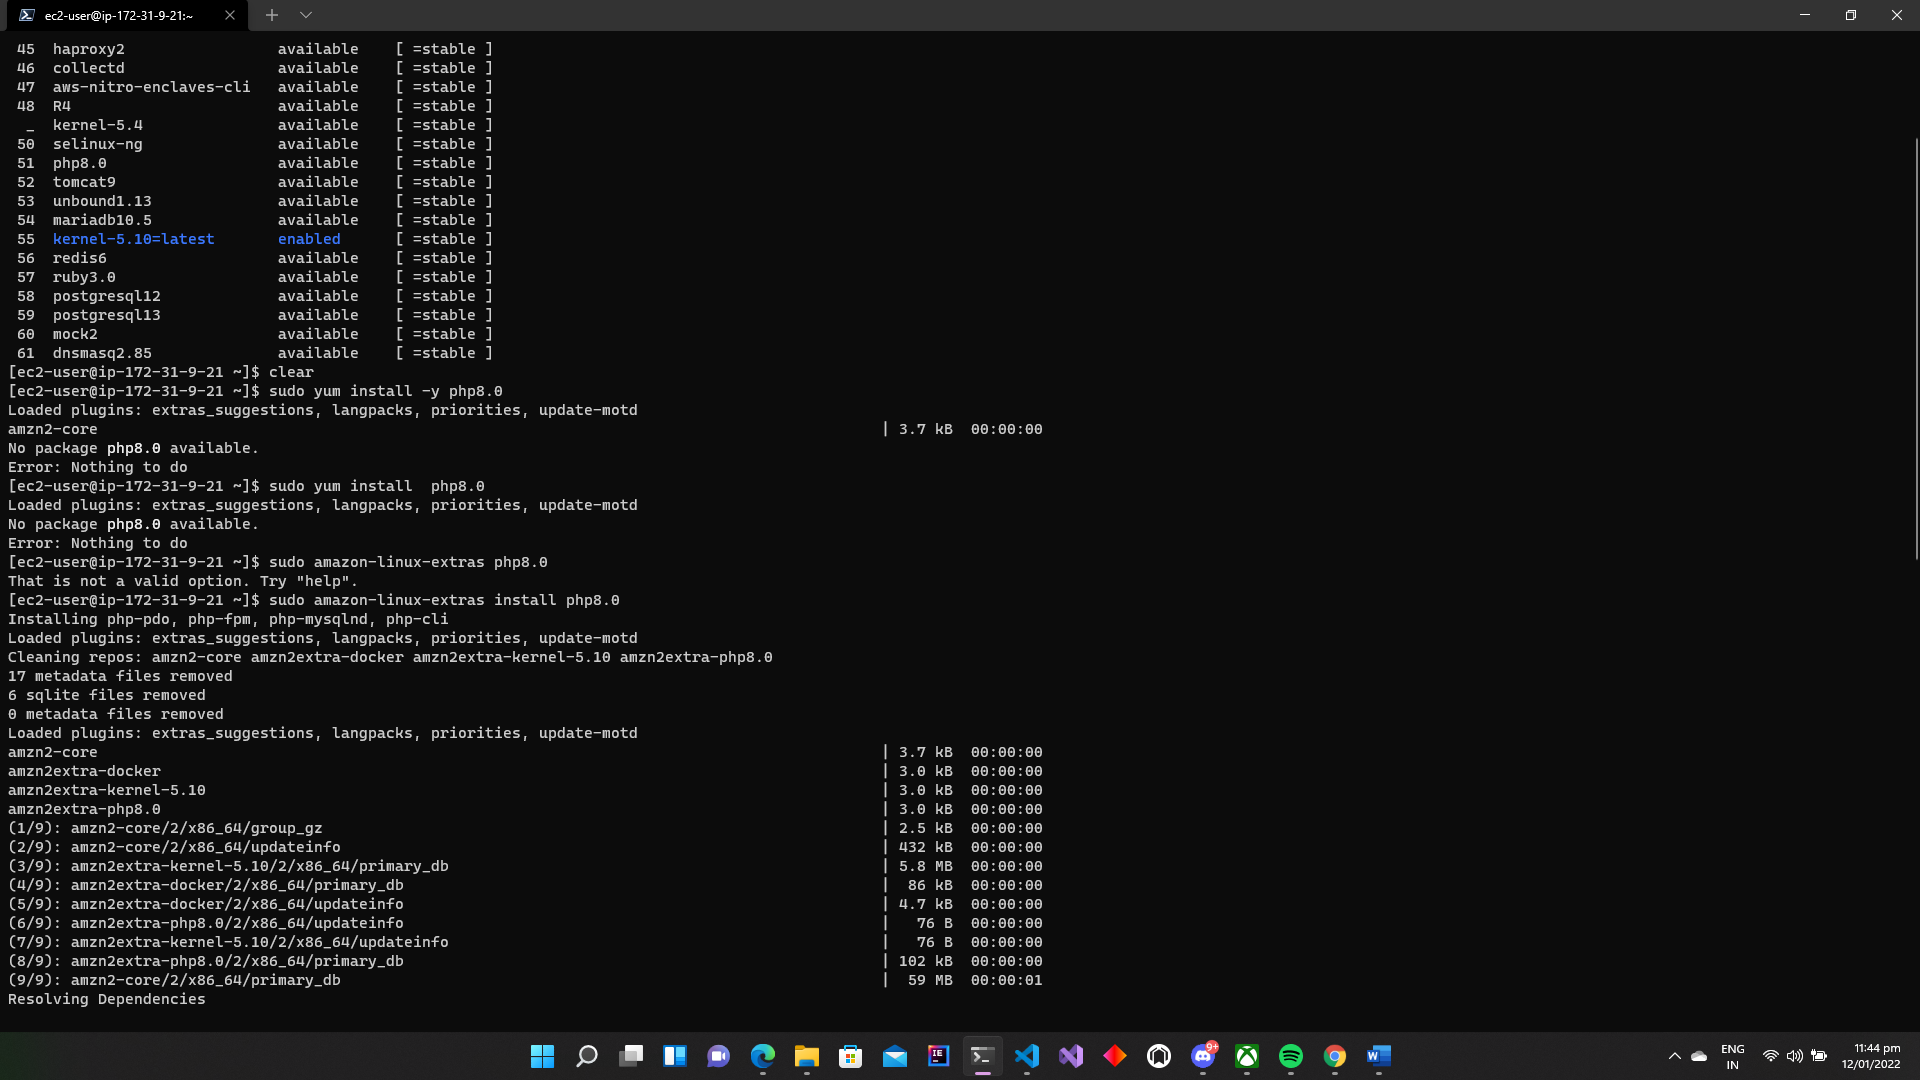 ec2-user@ip-172-31-9-21:~
45 haproxy2 available [ =stable ]
46 collectd available [ =stable ]
47 aws-nitro-enclaves-cli available [ =stable ]
48 R4 available [ =stable ]
_ kernel-5.4 available [ =stable ]
50 selinux-ng available [ =stable ]
51 php8.0 available [ =stable ]
52 tomcat9 available [ =stable ]
53 unbound1.13 available [ =stable ]
54 mariadb10.5 available [ =stable ]
55 kernel-5.10=latest enabled [ =stable ]
56 redis6 available [ =stable ]
57 ruby3.0 available [ =stable ]
58 postgresql12 available [ =stable ]
59 postgresql13 available [ =stable ]
60 mock2 available [ =stable ]
61 dnsmasq2.85 available [ =stable ]
[ec2-user@ip-172-31-9-21 ~]$ clear
[ec2-user@ip-172-31-9-21 ~]$ sudo yum install -y php8.0
Loaded plugins: extras_suggestions, langpacks, priorities, update-motd
amzn2-core | 3.7 kB 00:00:00
No package php8.0 available.
Error: Nothing to do
[ec2-user@ip-172-31-9-21 ~]$ sudo yum install  php8.0
Loaded plugins: extras_suggestions, langpacks, priorities, update-motd
No package php8.0 available.
Error: Nothing to do
[ec2-user@ip-172-31-9-21 ~]$ sudo amazon-linux-extras php8.0
That is not a valid option. Try "help".
[ec2-user@ip-172-31-9-21 ~]$ sudo amazon-linux-extras install php8.0
Installing php-pdo, php-fpm, php-mysqlnd, php-cli
Loaded plugins: extras_suggestions, langpacks, priorities, update-motd
Cleaning repos: amzn2-core amzn2extra-docker amzn2extra-kernel-5.10 amzn2extra-php8.0
17 metadata files removed
6 sqlite files removed
0 metadata files removed
Loaded plugins: extras_suggestions, langpacks, priorities, update-motd
amzn2-core | 3.7 kB 00:00:00
amzn2extra-docker | 3.0 kB 00:00:00
amzn2extra-kernel-5.10 | 3.0 kB 00:00:00
amzn2extra-php8.0 | 3.0 kB 00:00:00
(1/9): amzn2-core/2/x86_64/group_gz | 2.5 kB 00:00:00
(2/9): amzn2-core/2/x86_64/updateinfo | 432 kB 00:00:00
(3/9): amzn2extra-kernel-5.10/2/x86_64/primary_db | 5.8 MB 00:00:00
(4/9): amzn2extra-docker/2/x86_64/primary_db | 86 kB 00:00:00
(5/9): amzn2extra-docker/2/x86_64/updateinfo | 4.7 kB 00:00:00
(6/9): amzn2extra-php8.0/2/x86_64/updateinfo | 76 B 00:00:00
(7/9): amzn2extra-kernel-5.10/2/x86_64/updateinfo | 76 B 00:00:00
(8/9): amzn2extra-php8.0/2/x86_64/primary_db | 102 kB 00:00:00
(9/9): amzn2-core/2/x86_64/primary_db | 59 MB 00:00:01
Resolving Dependencies
IE
9+
W
ENG
IN
11:44 pm
12/01/2022